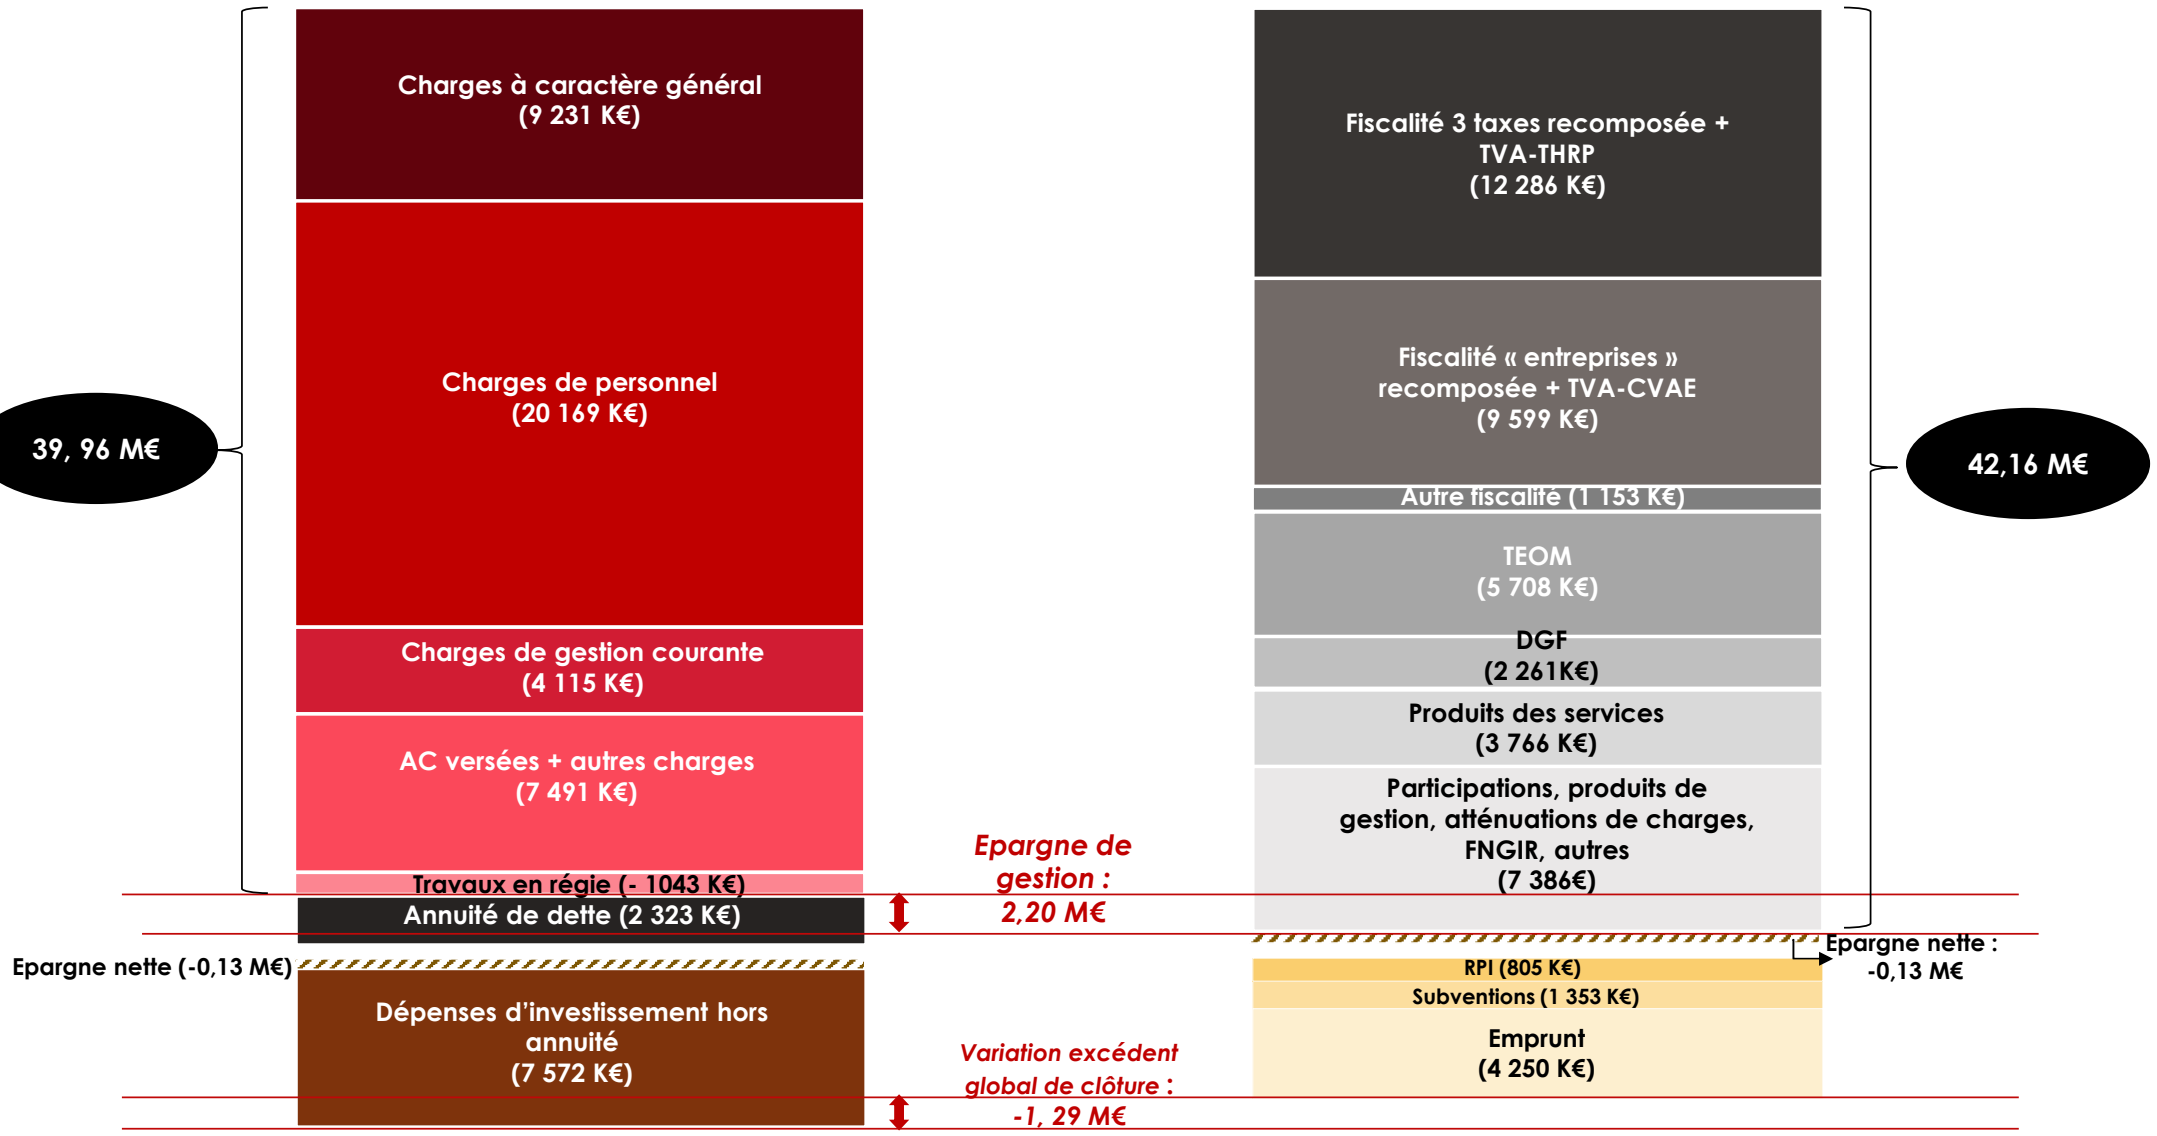 Charges à caractère général
(9 231 K€)
Charges de personnel
(20 169 K€)
39, 96 M€
Charges de gestion courante
(4 115 K€)
AC versées + autres charges
(7 491 K€)
Travaux en régie (- 1043 K€)
Annuité de dette (2 323 K€)
Epargne nette (-0,13 M€)
Dépenses d’investissement hors
annuité
(7 572 K€)
Epargne de
gestion :
2,20 M€
Variation excédent
global de clôture :
-1, 29 M€
Fiscalité 3 taxes recomposée +
TVA-THRP
(12 286 K€)
Fiscalité « entreprises »
recomposée + TVA-CVAE
(9 599 K€)
Autre fiscalité (1 153 K€)
TEOM
(5 708 K€)
DGF
(2 261K€)
Produits des services
(3 766 K€)
Participations, produits de
gestion, atténuations de charges,
FNGIR, autres
(7 386€)
42,16 M€
Epargne nette :
-0,13 M€
RPI (805 K€)
Subventions (1 353 K€)
Emprunt
(4 250 K€)